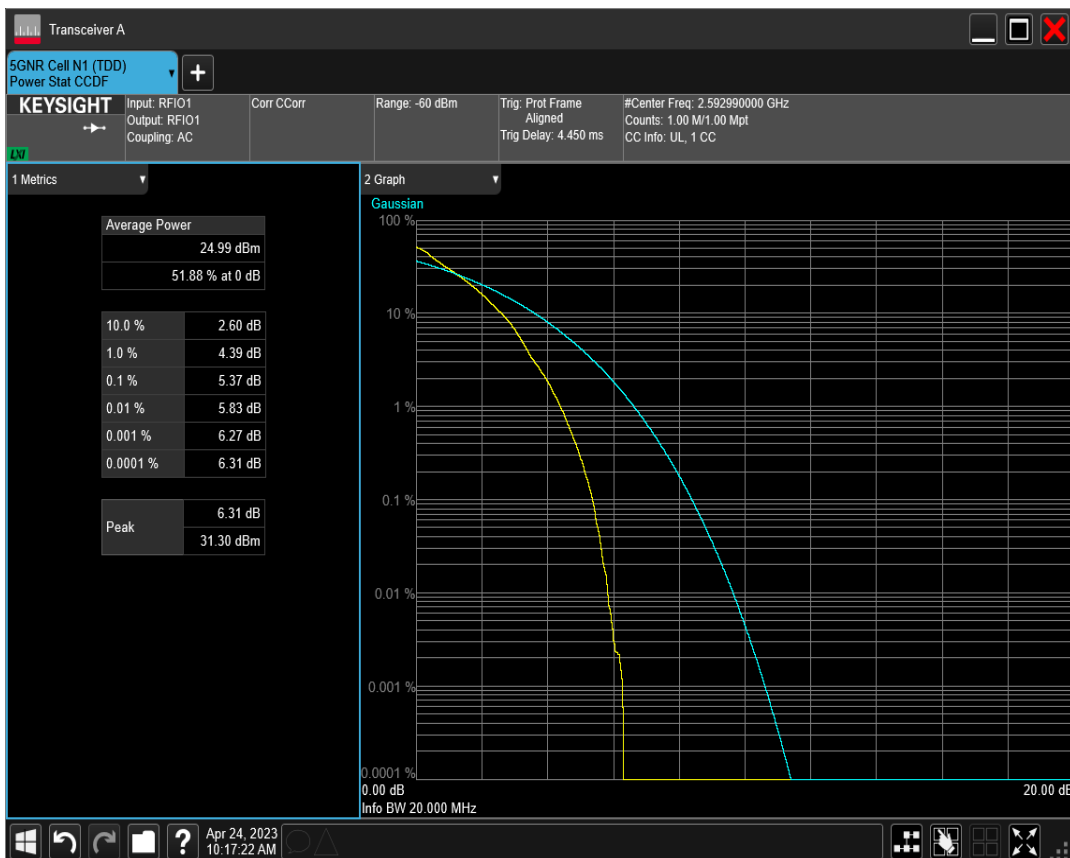 Transceiver A
5GNR Cell N1 (TDD)
Power Stat CCDF
KEYSIGHT
LXI
Input: RFIO1
Output: RFIO1
Coupling: AC
Corr CCorr
Range: -60 dBm
Trig: Prot Frame
Aligned
Trig Delay: 4.450 ms
#Center Freq: 2.592990000 GHz
Counts: 1.00 M/1.00 Mpt
CC Info: UL, 1 CC
1 Metrics
Average Power
24.99 dBm
51.88 % at 0 dB
10.0 % 2.60 dB
1.0 % 4.39 dB
0.1 % 5.37 dB
0.01 % 5.83 dB
0.001 % 6.27 dB
0.0001 % 6.31 dB
Peak
6.31 dB
31.30 dBm
2 Graph
Gaussian
100 %
10 %
1 %
0.1 %
0.01 %
0.001 %
0.0001 %
0.00 dB 20.00 dB
Info BW 20.000 MHz
?
Apr 24, 2023
10:17:22 AM